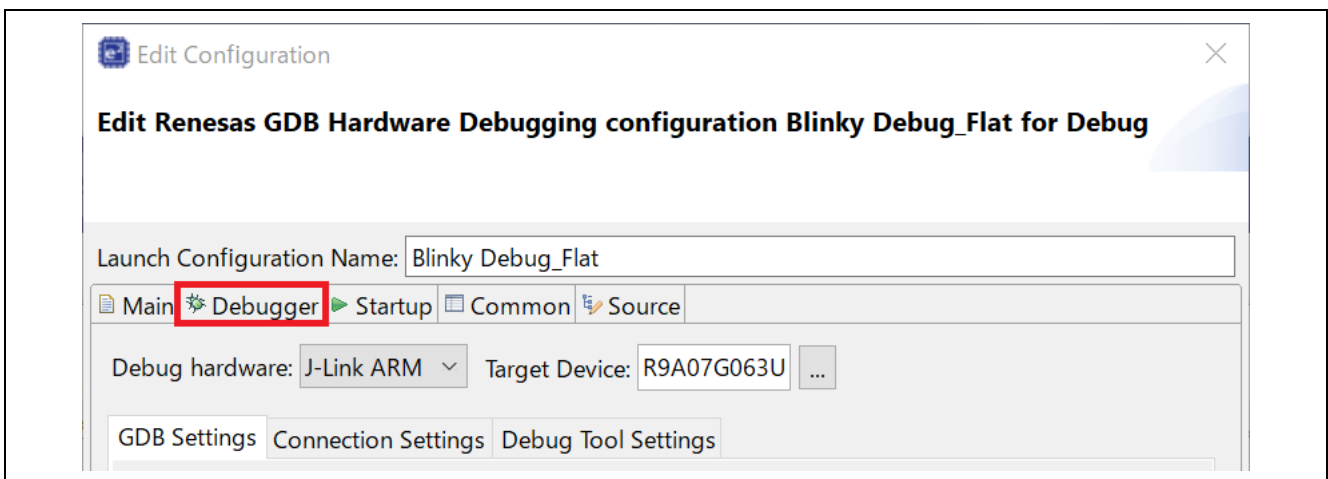 Edit Configuration
Edit Renesas GDB Hardware Debugging configuration Blinky Debug_Flat for Debug
Launch Configuration Name: Blinky Debug_Flat
Main Debugger Startup Common Source
Debug hardware: J-Link ARM Target Device: R9A07G063U ...
GDB Settings Connection Settings Debug Tool Settings